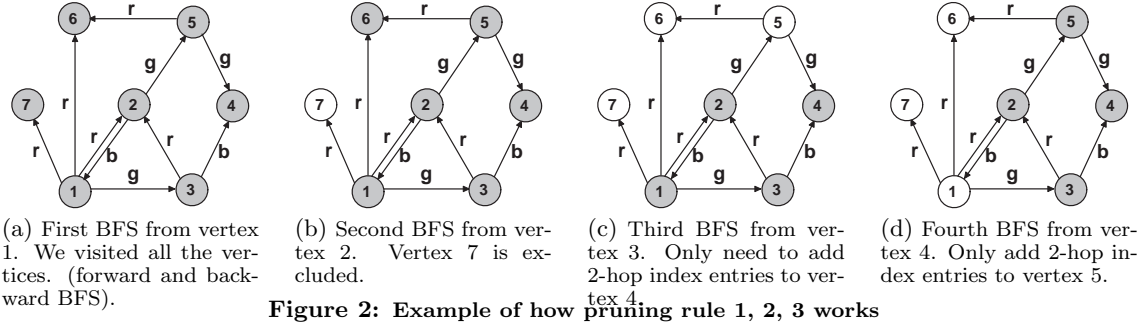 6 r 5
g g
7 r 2 4
r r r b
b
1 g 3
6 r 5
g g
7 r 2 4
r r r b
b
1 g 3
6 r 5
g g
7 r 2 4
r r r b
b
1 g 3
6 r 5
g g
7 r 2 4
r r r b
b
1 g 3
(a) First BFS from vertex
1. We visited all the ver-
tices. (forward and back-
ward BFS).
(b) Second BFS from ver-
tex 2. Vertex 7 is ex-
cluded.
(c) Third BFS from ver-
tex 3. Only need to add
2-hop index entries to ver-
tex 4.
(d) Fourth BFS from ver-
tex 4. Only add 2-hop in-
dex entries to vertex 5.
Figure 2: Example of how pruning rule 1, 2, 3 works